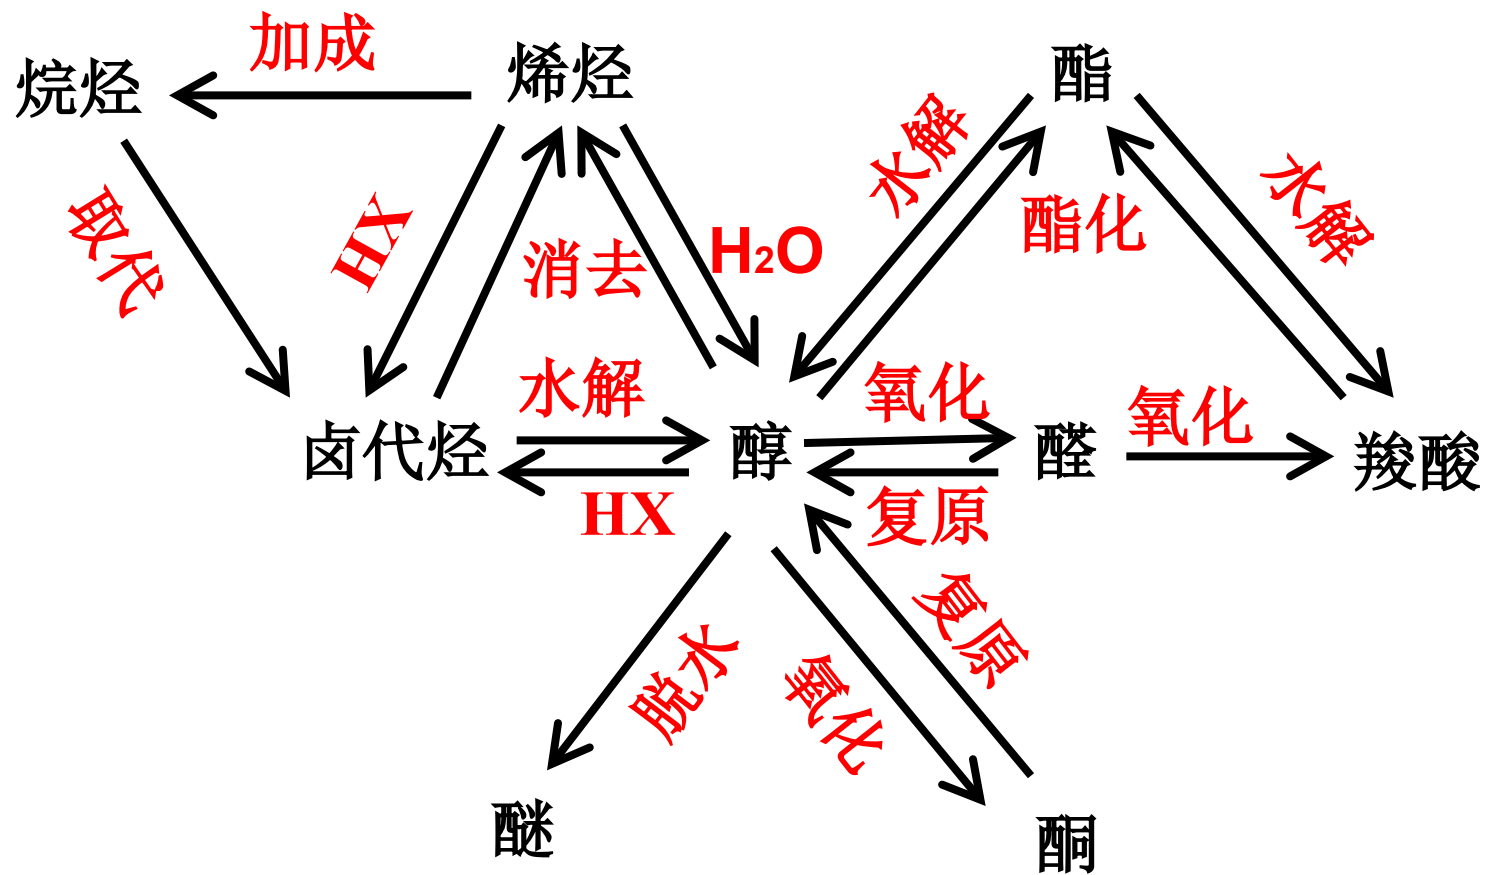 加成
烷烃
烯烃
酯
水解
水解
取代
HX
消去
H₂O
酯化
水解
氧化
氧化
卤代烃
醇
醛
羧酸
HX
复原
脱水
氧化
复原
醚
酮